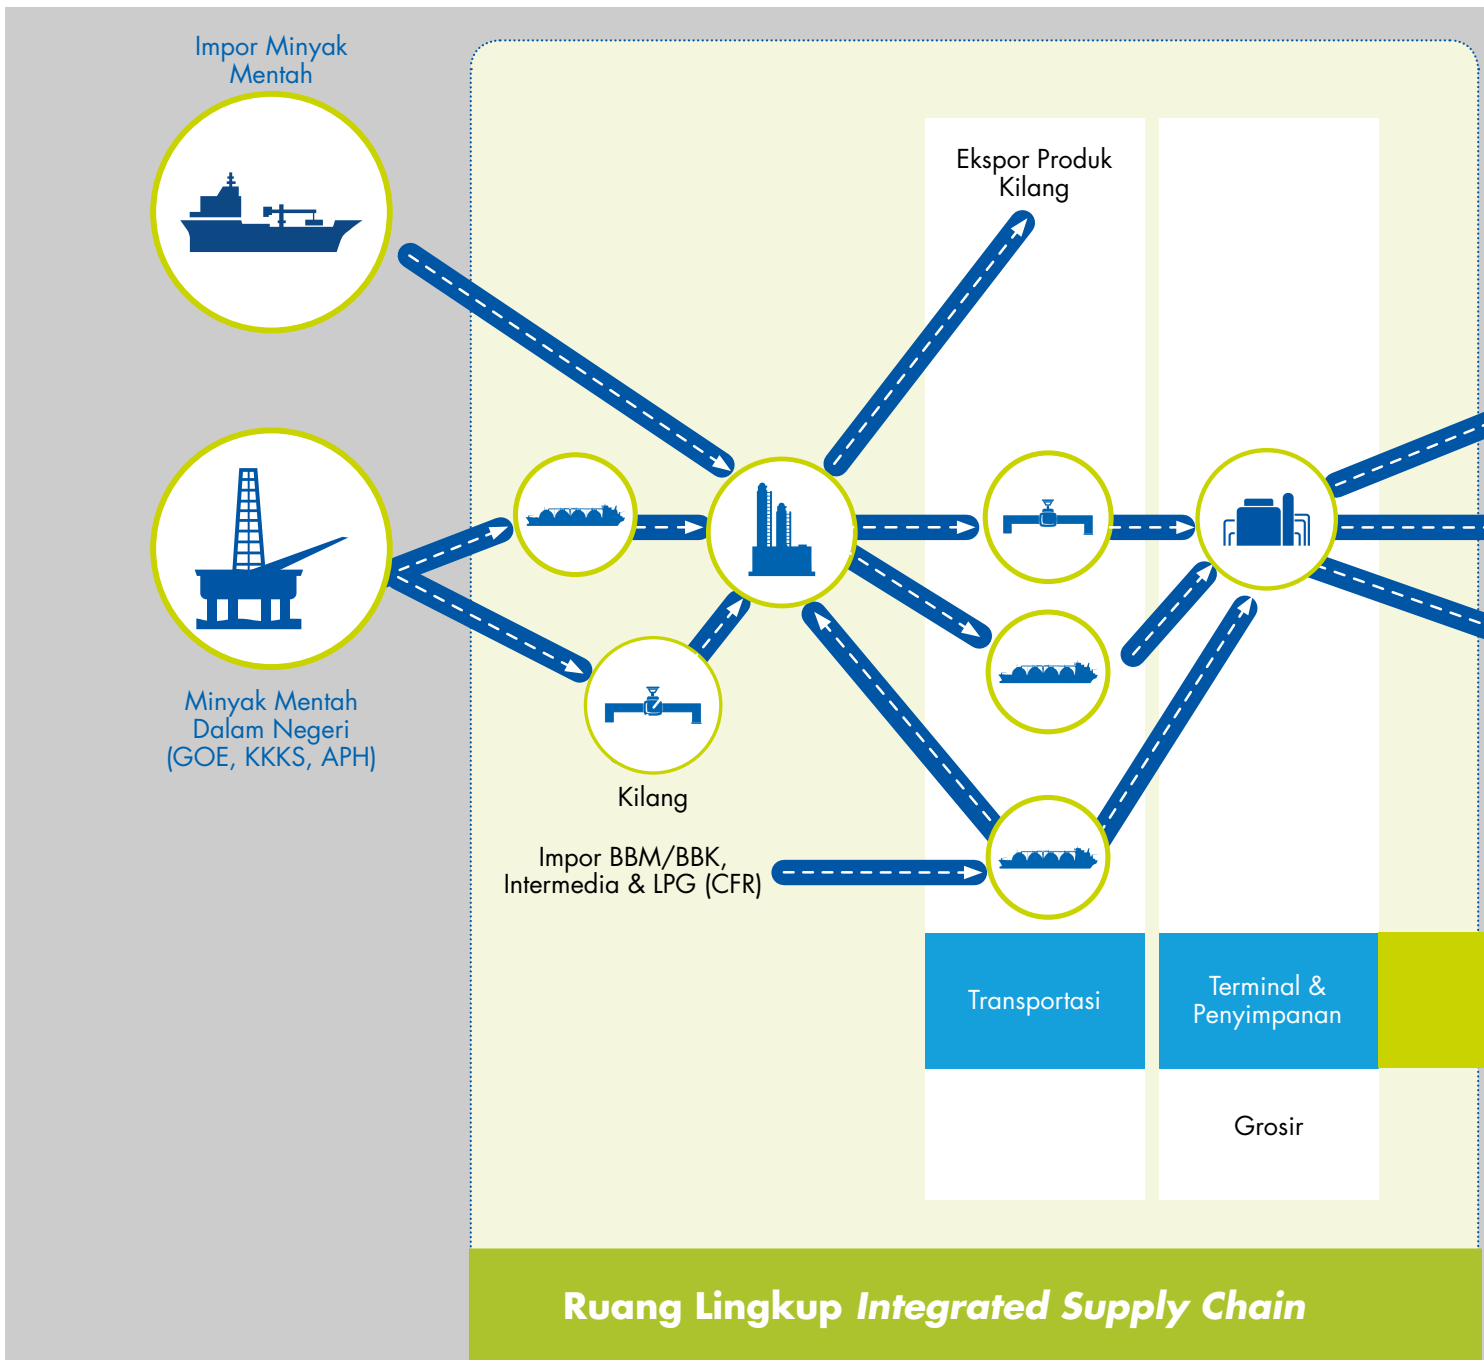 Impor Minyak
Mentah
Ekspor Produk
Kilang
Minyak Mentah
Dalam Negeri
(GOE, KKKS, APH)
Kilang
Impor BBM/BBK,
Intermedia & LPG (CFR)
Transportasi
Terminal &
Penyimpanan
Grosir
Ruang Lingkup Integrated Supply Chain